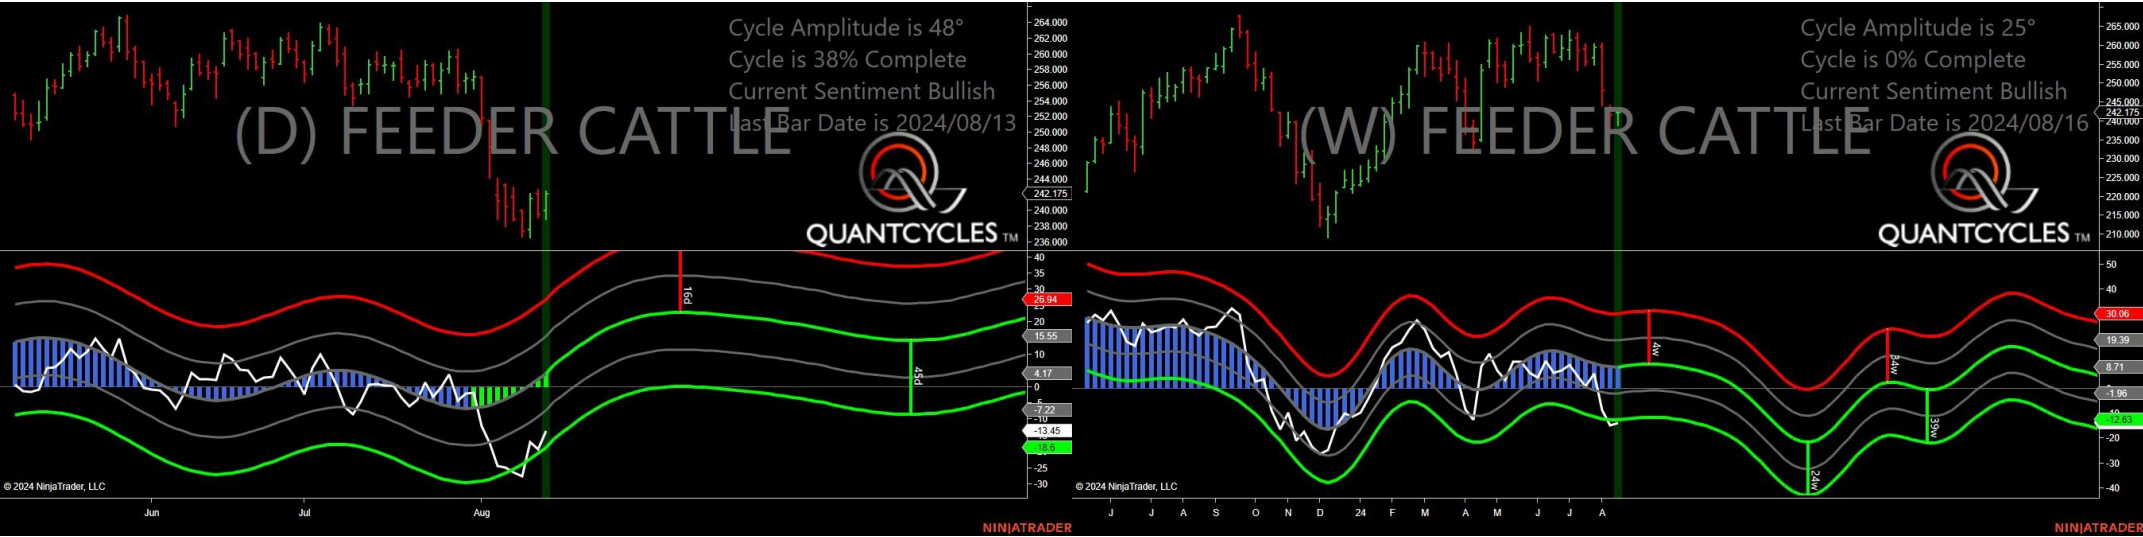 Cycle Amplitude is 48°
Cycle is 38% Complete
Current Sentiment Bullish
Last Bar Date is 2024/08/13
(D) FEEDER CATTLE
QUANTCYCLES TM
264.000
262.000
260.000
258.000
256.000
254.000
252.000
250.000
248.000
246.000
244.000
242.175
240.000
238.000
236.000
40
35
30
26.94
20
15.55
10
4.17
0
-7.22
-10
-13.45
-18.6
-25
-30
16d
45d
© 2024 NinjaTrader, LLC
Jun
Jul
Aug
NINJATRADER
Cycle Amplitude is 25°
Cycle is 0% Complete
Current Sentiment Bullish
Last Bar Date is 2024/08/16
(W) FEEDER CATTLE
QUANTCYCLES TM
265.000
260.000
255.000
250.000
245.000
242.175
240.000
235.000
230.000
225.000
220.000
215.000
210.000
50
40
30.06
19.39
8.71
-1.96
-12.63
-20
-30
-40
4w
34w
24w
39w
© 2024 NinjaTrader, LLC
J
J
A
S
O
N
D
24
F
M
A
M
J
J
A
NINJATRADER